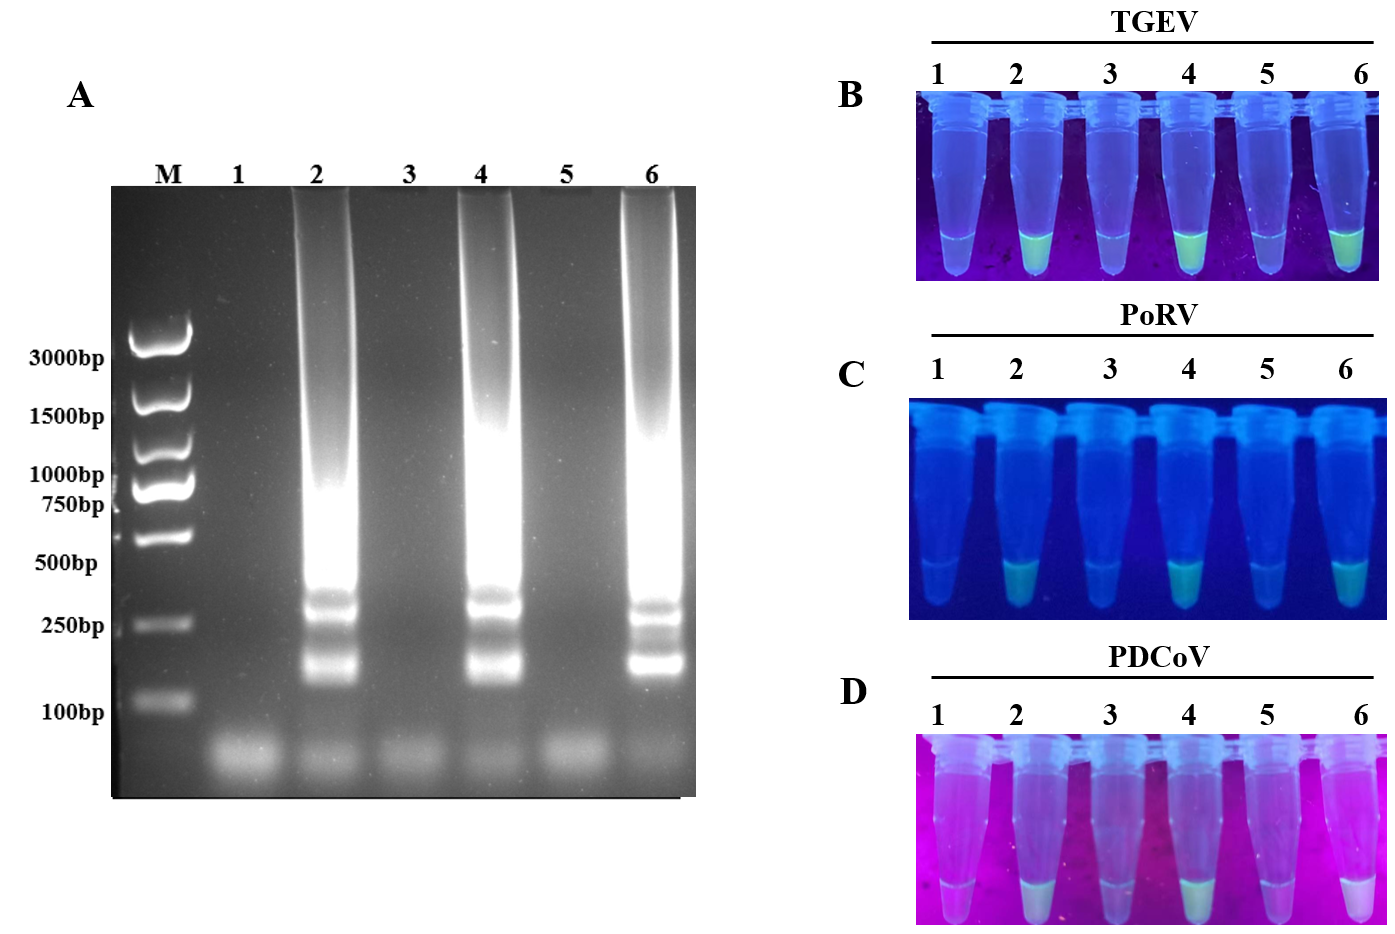 A
M 1 2 3 4 5 6
3000bp
1500bp
1000bp
750bp
500bp
250bp
100bp
TGEV
B
1 2 3 4 5 6
PoRV
C
1 2 3 4 5 6
PDCoV
D
1 2 3 4 5 6